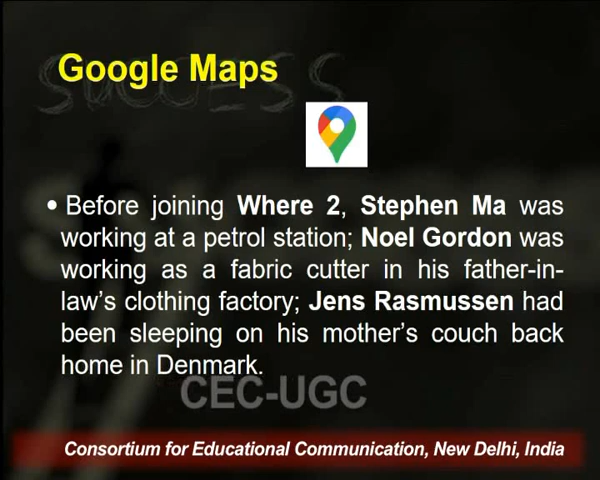 Google Maps
SUCCESS
• Before joining Where 2, Stephen Ma was
working at a petrol station; Noel Gordon was
working as a fabric cutter in his father-in-
law's clothing factory; Jens Rasmussen had
been sleeping on his mother's couch back
home in Denmark.
CEC-UGC
Consortium for Educational Communication, New Delhi, India